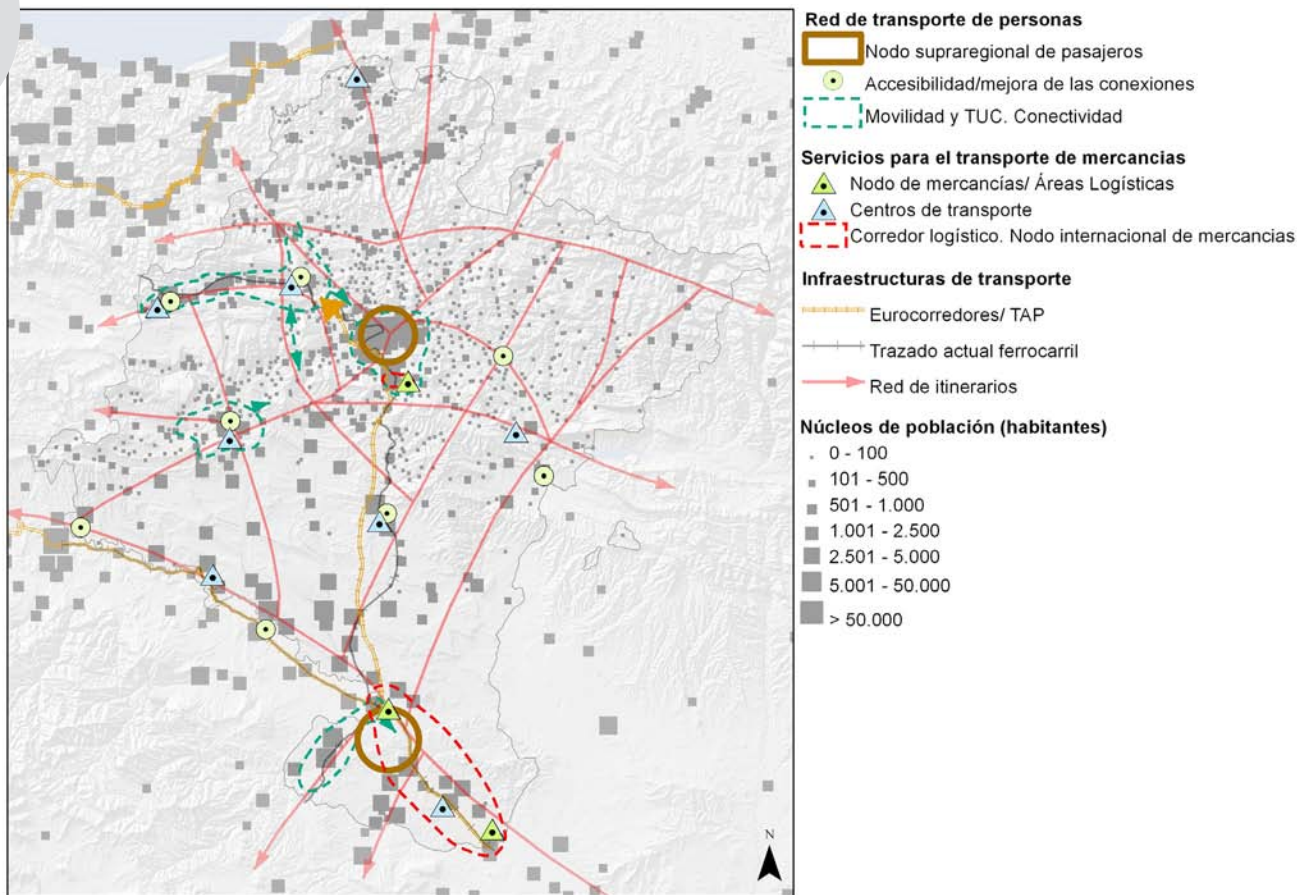 Red de transporte de personas
Nodo supraregional de pasajeros
Accesibilidad/mejora de las conexiones
Movilidad y TUC. Conectividad
Servicios para el transporte de mercancias
Nodo de mercancías/ Áreas Logísticas
Centros de transporte
Corredor logístico. Nodo internacional de mercancias
Infraestructuras de transporte
Eurocorredores/ TAP
Trazado actual ferrocarril
Red de itinerarios
Núcleos de población (habitantes)
0 - 100
101 - 500
501 - 1.000
1.001 - 2.500
2.501 - 5.000
5.001 - 50.000
> 50.000
N